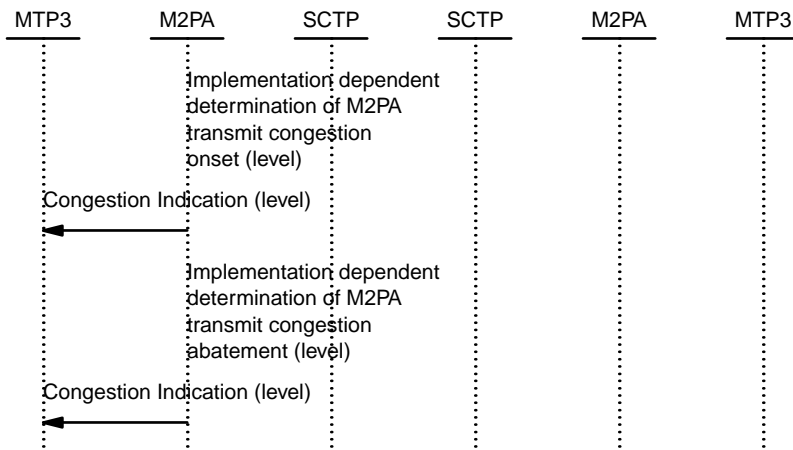 MTP3 M2PA SCTP SCTP M2PA MTP3
Implementation dependent
determination of M2PA
transmit congestion
onset (level)
Congestion Indication (level)
Implementation dependent
determination of M2PA
transmit congestion
abatement (level)
Congestion Indication (level)